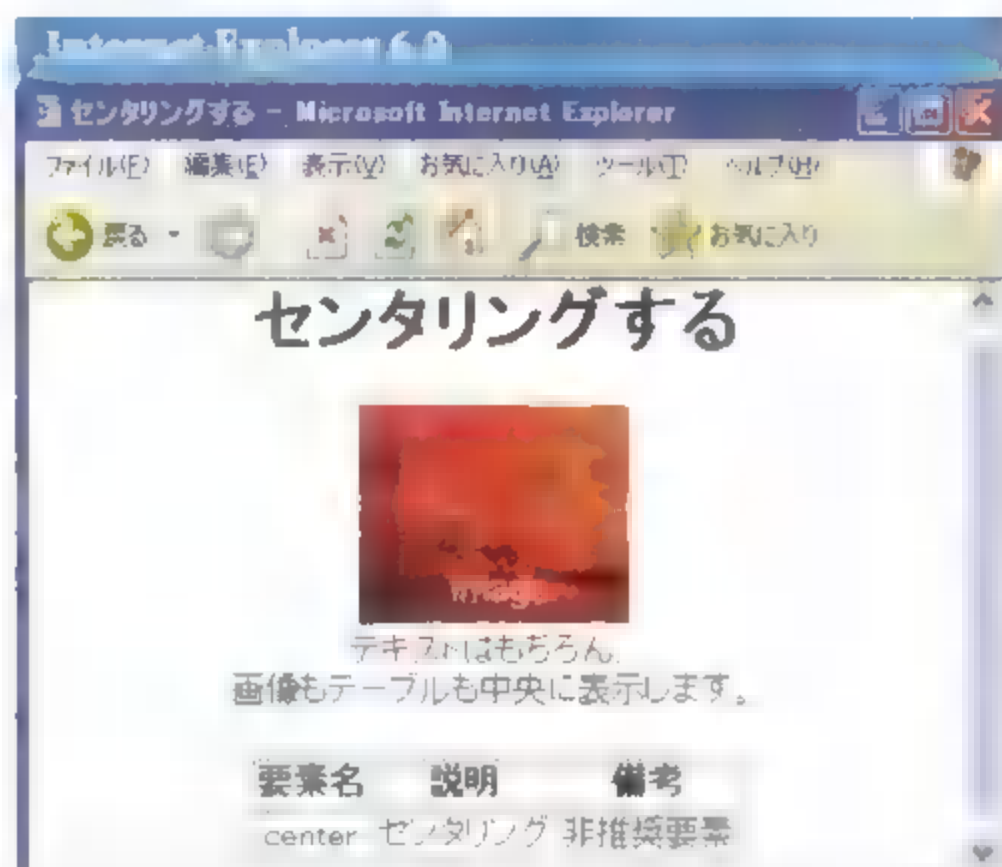 Internet Explorer 6.0
センタリングする - Microsoft Internet Explorer
ファイル(F) 編集(E) 表示(V) お気に入り(A) ツール(T) ヘルプ(H)
戻る 検索 お気に入り
センタリングする
テキストはもちろん、
画像もテーブルも中央に表示します。
要素名 説明 備考
center センタリング 非推奨要素